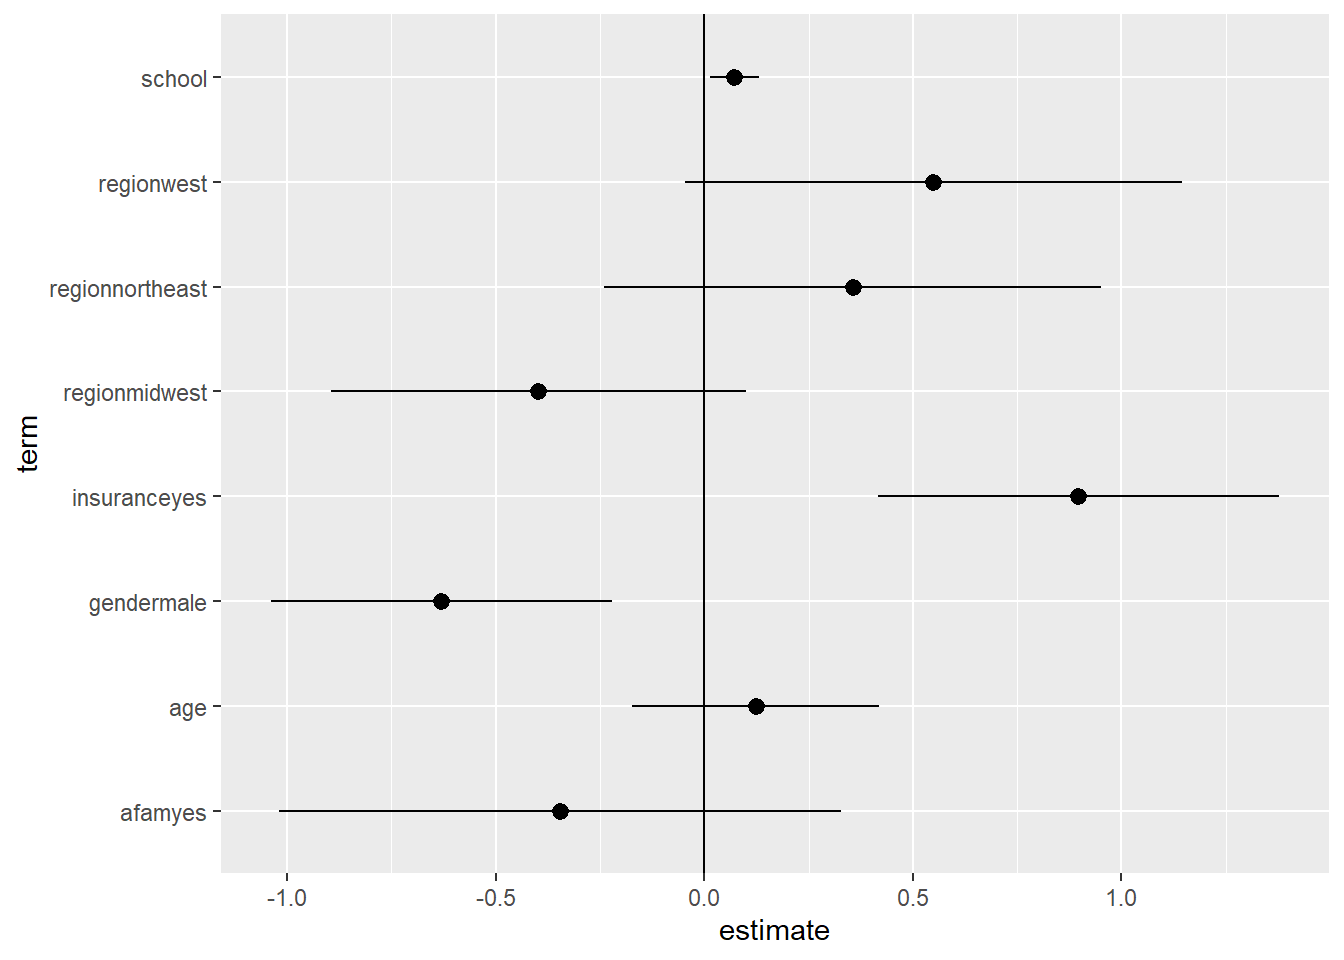 school
regionwest
regionnortheast
regionmidwest
term
insuranceyes
gendermale
age
afamyes
-1.0 -0.5 0.0 0.5 1.0
estimate